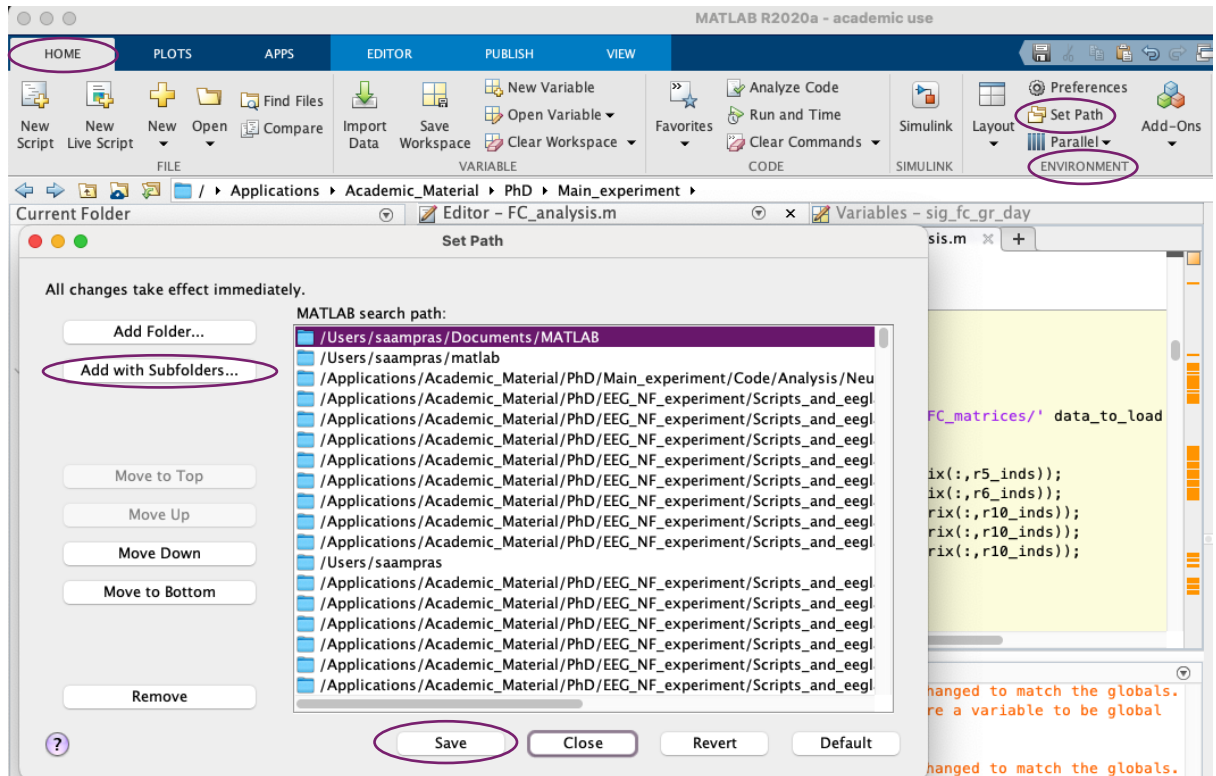 MATLAB R2020a - academic use
HOME PLOTS APPS EDITOR PUBLISH VIEW
New Script
New Live Script
New
Open
Find Files
Compare
FILE
Import Data
Save Workspace
New Variable
Open Variable
Clear Workspace
VARIABLE
Favorites
Analyze Code
Run and Time
Clear Commands
CODE
Simulink
SIMULINK
Layout
Preferences
Set Path
Parallel
ENVIRONMENT
Add-Ons
/ Applications Academic_Material PhD Main_experiment
Current Folder
Editor - FC_analysis.m
Variables - sig_fc_gr_day
Set Path
sis.m +
All changes take effect immediately.
MATLAB search path:
Add Folder...
Add with Subfolders...
Move to Top
Move Up
Move Down
Move to Bottom
Remove
/Users/saampras/Documents/MATLAB
/Users/saampras/matlab
/Applications/Academic_Material/PhD/Main_experiment/Code/Analysis/Neu
/Applications/Academic_Material/PhD/EEG_NF_experiment/Scripts_and_eegl
/Applications/Academic_Material/PhD/EEG_NF_experiment/Scripts_and_eegl
/Applications/Academic_Material/PhD/EEG_NF_experiment/Scripts_and_eegl
/Applications/Academic_Material/PhD/EEG_NF_experiment/Scripts_and_eegl
/Applications/Academic_Material/PhD/EEG_NF_experiment/Scripts_and_eegl
/Applications/Academic_Material/PhD/EEG_NF_experiment/Scripts_and_eegl
/Applications/Academic_Material/PhD/EEG_NF_experiment/Scripts_and_eegl
/Applications/Academic_Material/PhD/EEG_NF_experiment/Scripts_and_eegl
/Users/saampras
/Applications/Academic_Material/PhD/EEG_NF_experiment/Scripts_and_eegl
/Applications/Academic_Material/PhD/EEG_NF_experiment/Scripts_and_eegl
/Applications/Academic_Material/PhD/EEG_NF_experiment/Scripts_and_eegl
/Applications/Academic_Material/PhD/EEG_NF_experiment/Scripts_and_eegl
/Applications/Academic_Material/PhD/EEG_NF_experiment/Scripts_and_eegl
/Applications/Academic_Material/PhD/EEG_NF_experiment/Scripts_and_eegl
?
Save
Close
Revert
Default
FC_matrices/' data_to_load
ix(:,r5_inds));
ix(:,r6_inds));
rix(:,r10_inds));
rix(:,r10_inds));
rix(:,r10_inds));
hanged to match the globals.
re a variable to be global
hanged to match the globals.